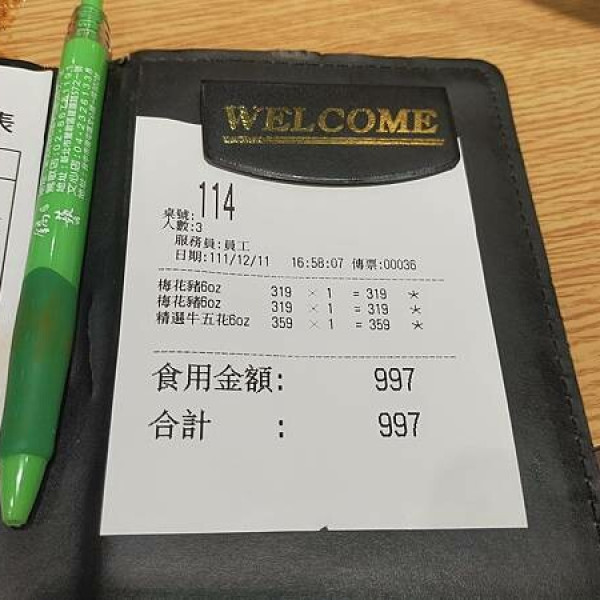 表
WELCOME
桌號: 114
人數:3
服務員:員工
日期:111/12/11 16:58:07 傳票:00036
梅花豬6oz 319 × 1 = 319 *
梅花豬6oz 319 × 1 = 319 *
精選牛五花6oz 359 × 1 = 359 *
食用金額: 997
合計 : 997